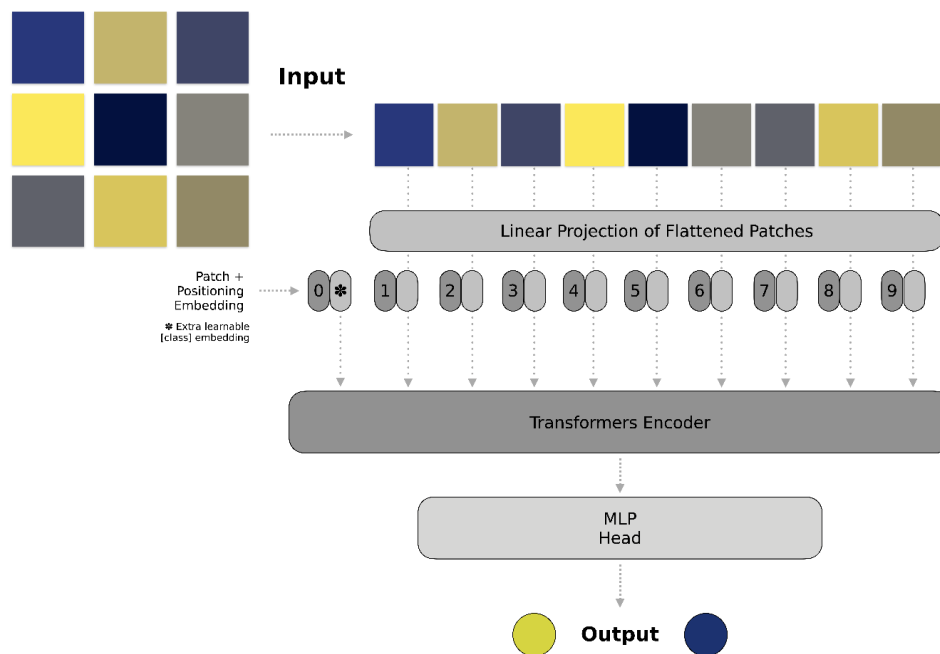 Input
Linear Projection of Flattened Patches
Patch +
Positioning
Embedding
✽ Extra learnable
[class] embedding
0 ✽ 1 2 3 4 5 6 7 8 9
Transformers Encoder
MLP
Head
Output